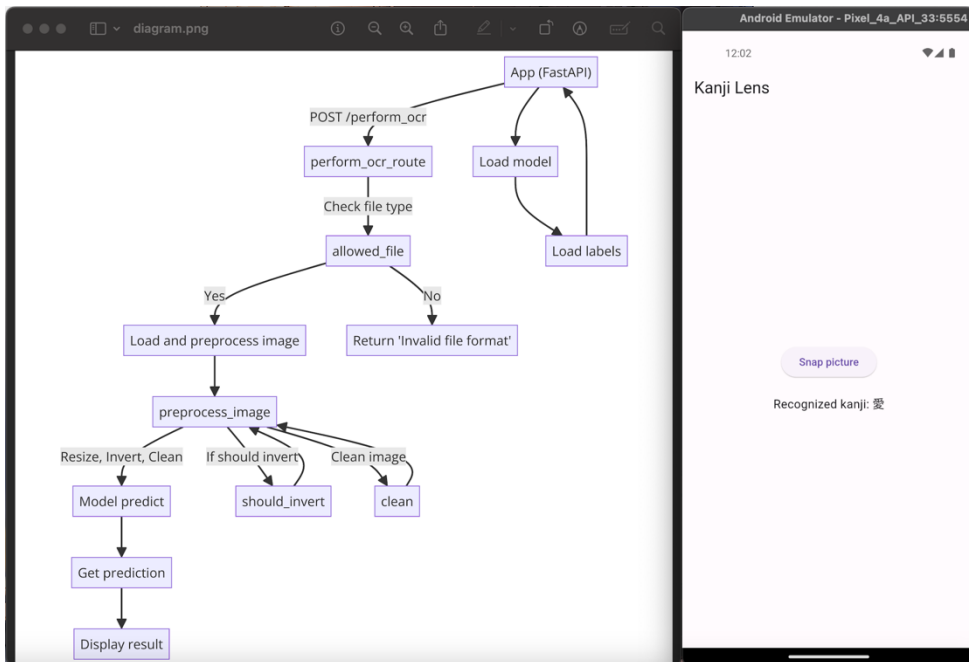 diagram.png
App (FastAPI)
POST /perform_ocr
perform_ocr_route
Load model
Check file type
allowed_file
Load labels
Yes
No
Load and preprocess image
Return 'Invalid file format'
preprocess_image
Resize, Invert, Clean
If should invert
Clean image
Model predict
should_invert
clean
Get prediction
Display result
Android Emulator - Pixel_4a_API_33:5554
12:02
Kanji Lens
Snap picture
Recognized kanji: 愛